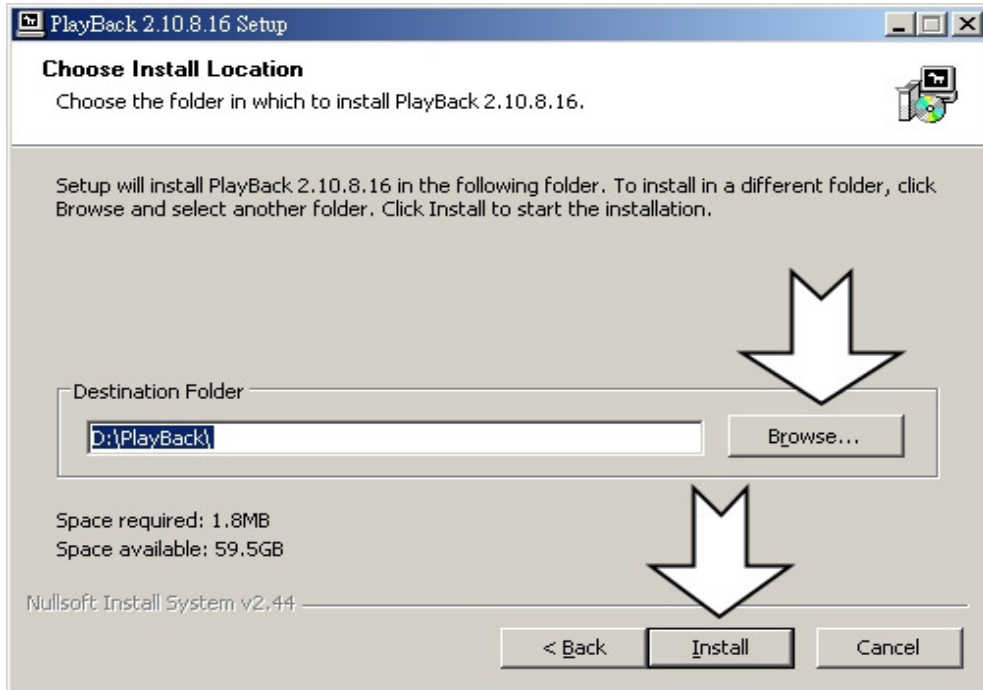 PlayBack 2.10.8.16 Setup
Choose Install Location
Choose the folder in which to install PlayBack 2.10.8.16.
Setup will install PlayBack 2.10.8.16 in the following folder. To install in a different folder, click
Browse and select another folder. Click Install to start the installation.
Destination Folder
D:\PlayBack\
Browse...
Space required: 1.8MB
Space available: 59.5GB
Nullsoft Install System v2.44
< Back
Install
Cancel